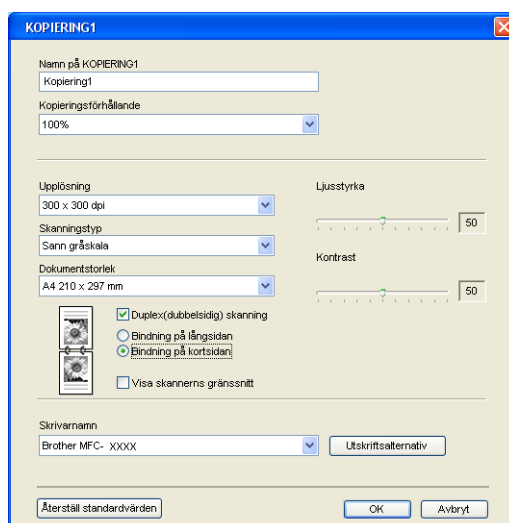 KOPIERING1
Namn på KOPIERING1
Kopiering1
Kopieringsförhållande
100%
Upplösning
300 x 300 dpi
Skanningstyp
Sann gråskala
Dokumentstorlek
A4 210 x 297 mm
Ljusstyrka
50
Kontrast
50
Duplex(dubbelsidig) skanning
Bindning på långsidan
Bindning på kortsidan
Visa skannerns gränssnitt
Skrivarnamn
Brother MFC- XXXX
Utskriftsalternativ
Återställ standardvärden
OK
Avbryt